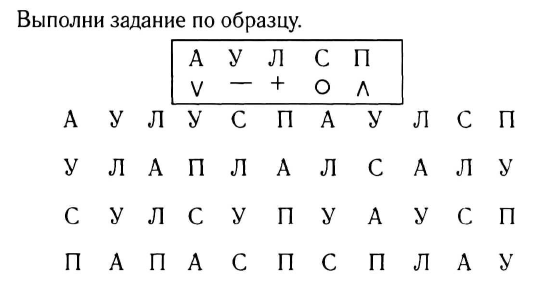 Выполни задание по образцу.
А У Л С П
∨ — + О ∧
А У Л У С П А У Л С П
У Л А П Л А Л С А Л У
С У Л С У П У А У С П
П А П А С П С П Л А У